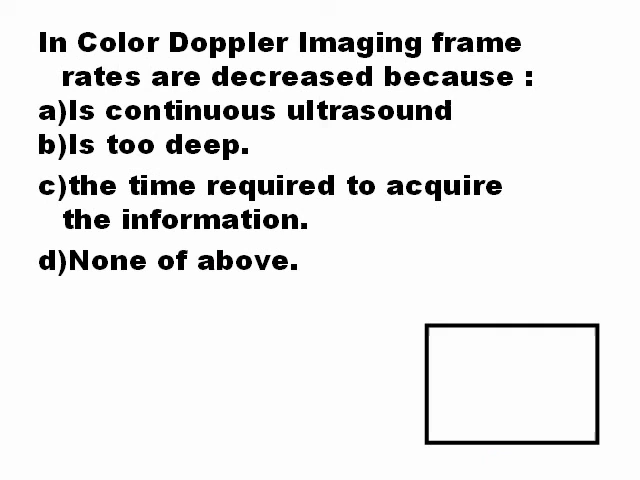 In Color Doppler Imaging frame
rates are decreased because :
a)Is continuous ultrasound
b)Is too deep.
c)the time required to acquire
the information.
d)None of above.